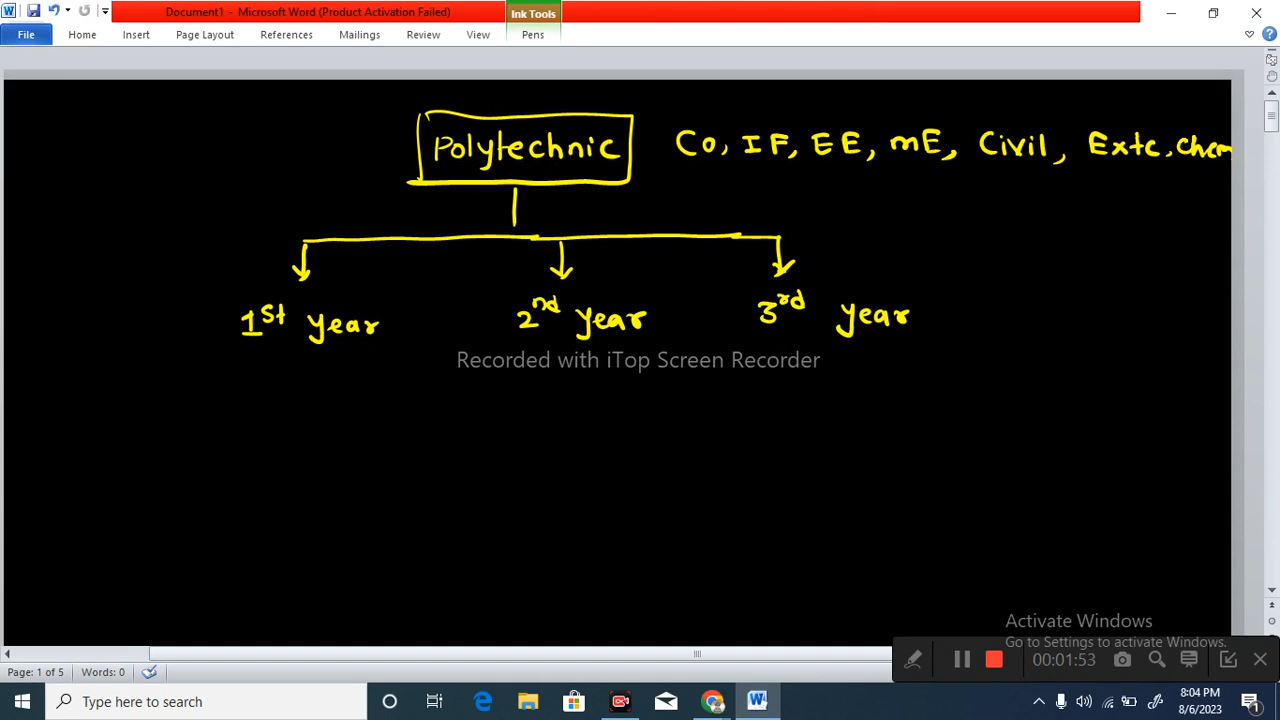 Document1 - Microsoft Word (Product Activation Failed)
Ink Tools
File Home Insert Page Layout References Mailings Review View Pens
Polytechnic Co, IF, EE, mE, Civil, Extc, chem
1st year 2nd year 3rd year
Recorded with iTop Screen Recorder
Activate Windows
Go to Settings to activate Windows.
00:01:53
Page: 1 of 5 Words: 0
Type here to search
8:04 PM
8/6/2023
1